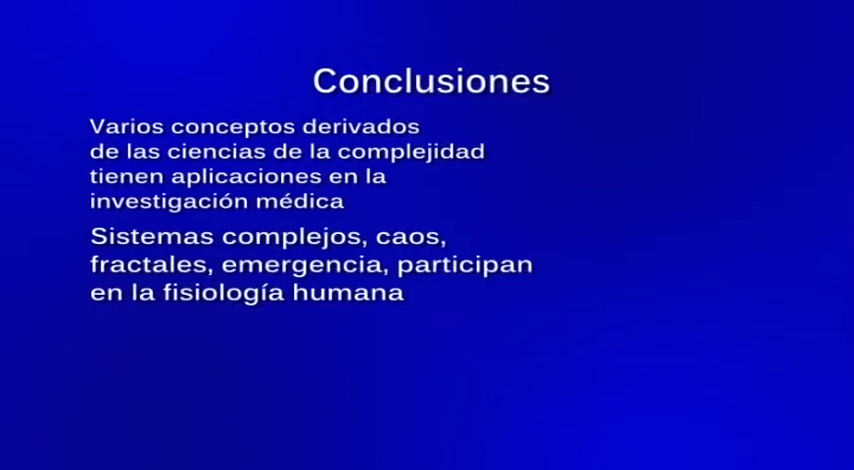 Conclusiones
Varios conceptos derivados
de las ciencias de la complejidad
tienen aplicaciones en la
investigación médica
Sistemas complejos, caos,
fractales, emergencia, participan
en la fisiología humana